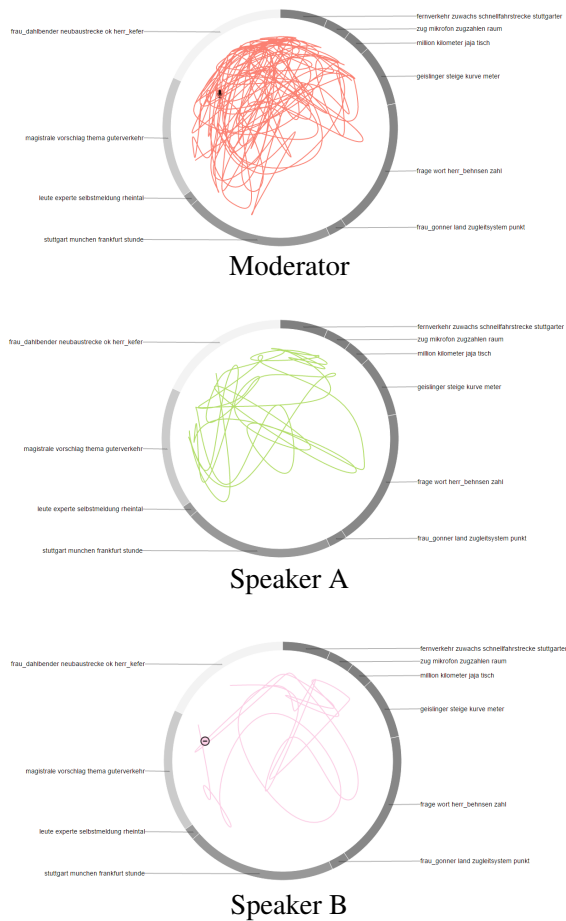 fernverkehr zuwachs schnellfahrstrecke stuttgarter
zug mikrofon zugzahlen raum
frau_dahlbender neubaustrecke ok herr_kefer
million kilometer jaja tisch
geislinger steige kurve meter
magistrale vorschlag thema guterverkehr
frage wort herr_behnsen zahl
leute experte selbstmeldung rheintal
frau_gonner land zugleitsystem punkt
stuttgart munchen frankfurt stunde
Moderator
fernverkehr zuwachs schnellfahrstrecke stuttgarter
zug mikrofon zugzahlen raum
frau_dahlbender neubaustrecke ok herr_kefer
million kilometer jaja tisch
geislinger steige kurve meter
magistrale vorschlag thema guterverkehr
frage wort herr_behnsen zahl
leute experte selbstmeldung rheintal
frau_gonner land zugleitsystem punkt
stuttgart munchen frankfurt stunde
Speaker A
fernverkehr zuwachs schnellfahrstrecke stuttgarter
zug mikrofon zugzahlen raum
frau_dahlbender neubaustrecke ok herr_kefer
million kilometer jaja tisch
geislinger steige kurve meter
magistrale vorschlag thema guterverkehr
frage wort herr_behnsen zahl
leute experte selbstmeldung rheintal
frau_gonner land zugleitsystem punkt
stuttgart munchen frankfurt stunde
Speaker B